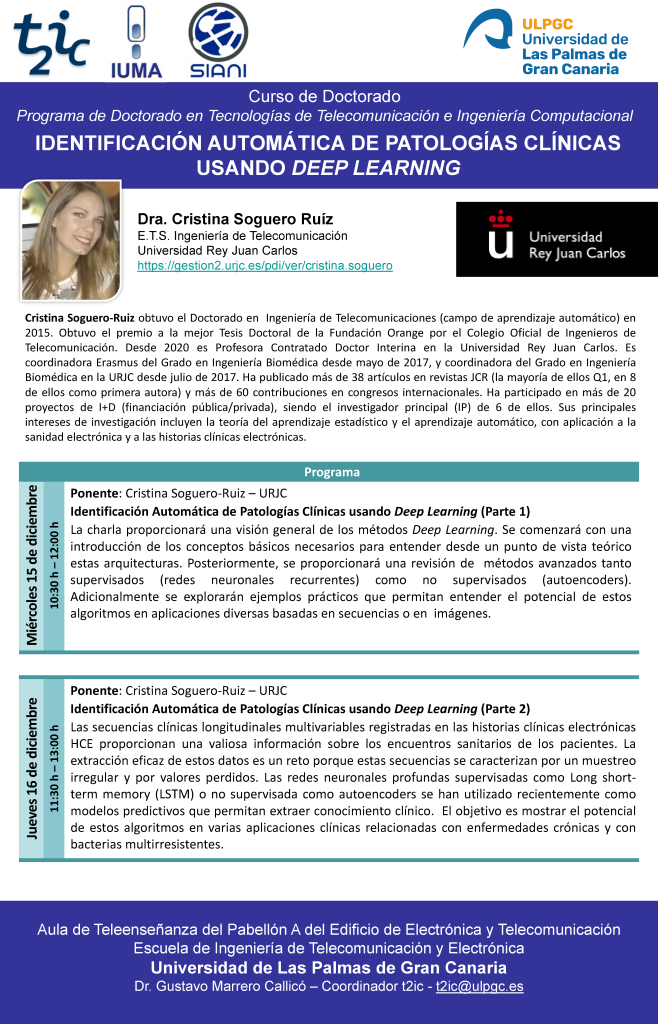 t2ic
IUMA
SIANI
ULPGC
Universidad de
Las Palmas de
Gran Canaria
Curso de Doctorado
Programa de Doctorado en Tecnologías de Telecomunicación e Ingeniería Computacional
IDENTIFICACIÓN AUTOMÁTICA DE PATOLOGÍAS CLÍNICAS
USANDO DEEP LEARNING
Dra. Cristina Soguero Ruíz
E.T.S. Ingeniería de Telecomunicación
Universidad Rey Juan Carlos
https://gestion2.urjc.es/pdi/ver/cristina.soguero
u
Universidad
Rey Juan Carlos
Cristina Soguero-Ruiz obtuvo el Doctorado en Ingeniería de Telecomunicaciones (campo de aprendizaje automático) en
2015. Obtuvo el premio a la mejor Tesis Doctoral de la Fundación Orange por el Colegio Oficial de Ingenieros de
Telecomunicación. Desde 2020 es Profesora Contratado Doctor Interina en la Universidad Rey Juan Carlos. Es
coordinadora Erasmus del Grado en Ingeniería Biomédica desde mayo de 2017, y coordinadora del Grado en Ingeniería
Biomédica en la URJC desde julio de 2017. Ha publicado más de 38 artículos en revistas JCR (la mayoría de ellos Q1, en 8
de ellos como primera autora) y más de 60 contribuciones en congresos internacionales. Ha participado en más de 20
proyectos de I+D (financiación pública/privada), siendo el investigador principal (IP) de 6 de ellos. Sus principales
intereses de investigación incluyen la teoría del aprendizaje estadístico y el aprendizaje automático, con aplicación a la
sanidad electrónica y a las historias clínicas electrónicas.
Programa
Miércoles 15 de diciembre
10:30 h – 12:00 h
Ponente: Cristina Soguero-Ruiz – URJC
Identificación Automática de Patologías Clínicas usando Deep Learning (Parte 1)
La charla proporcionará una visión general de los métodos Deep Learning. Se comenzará con una
introducción de los conceptos básicos necesarios para entender desde un punto de vista teórico
estas arquitecturas. Posteriormente, se proporcionará una revisión de métodos avanzados tanto
supervisados (redes neuronales recurrentes) como no supervisados (autoencoders).
Adicionalmente se explorarán ejemplos prácticos que permitan entender el potencial de estos
algoritmos en aplicaciones diversas basadas en secuencias o en imágenes.
Jueves 16 de diciembre
11:30 h – 13:00 h
Ponente: Cristina Soguero-Ruiz – URJC
Identificación Automática de Patologías Clínicas usando Deep Learning (Parte 2)
Las secuencias clínicas longitudinales multivariables registradas en las historias clínicas electrónicas
HCE proporcionan una valiosa información sobre los encuentros sanitarios de los pacientes. La
extracción eficaz de estos datos es un reto porque estas secuencias se caracterizan por un muestreo
irregular y por valores perdidos. Las redes neuronales profundas supervisadas como Long short-
term memory (LSTM) o no supervisada como autoencoders se han utilizado recientemente como
modelos predictivos que permitan extraer conocimiento clínico. El objetivo es mostrar el potencial
de estos algoritmos en varias aplicaciones clínicas relacionadas con enfermedades crónicas y con
bacterias multirresistentes.
Aula de Teleenseñanza del Pabellón A del Edificio de Electrónica y Telecomunicación
Escuela de Ingeniería de Telecomunicación y Electrónica
Universidad de Las Palmas de Gran Canaria
Dr. Gustavo Marrero Callicó – Coordinador t2ic - t2ic@ulpgc.es